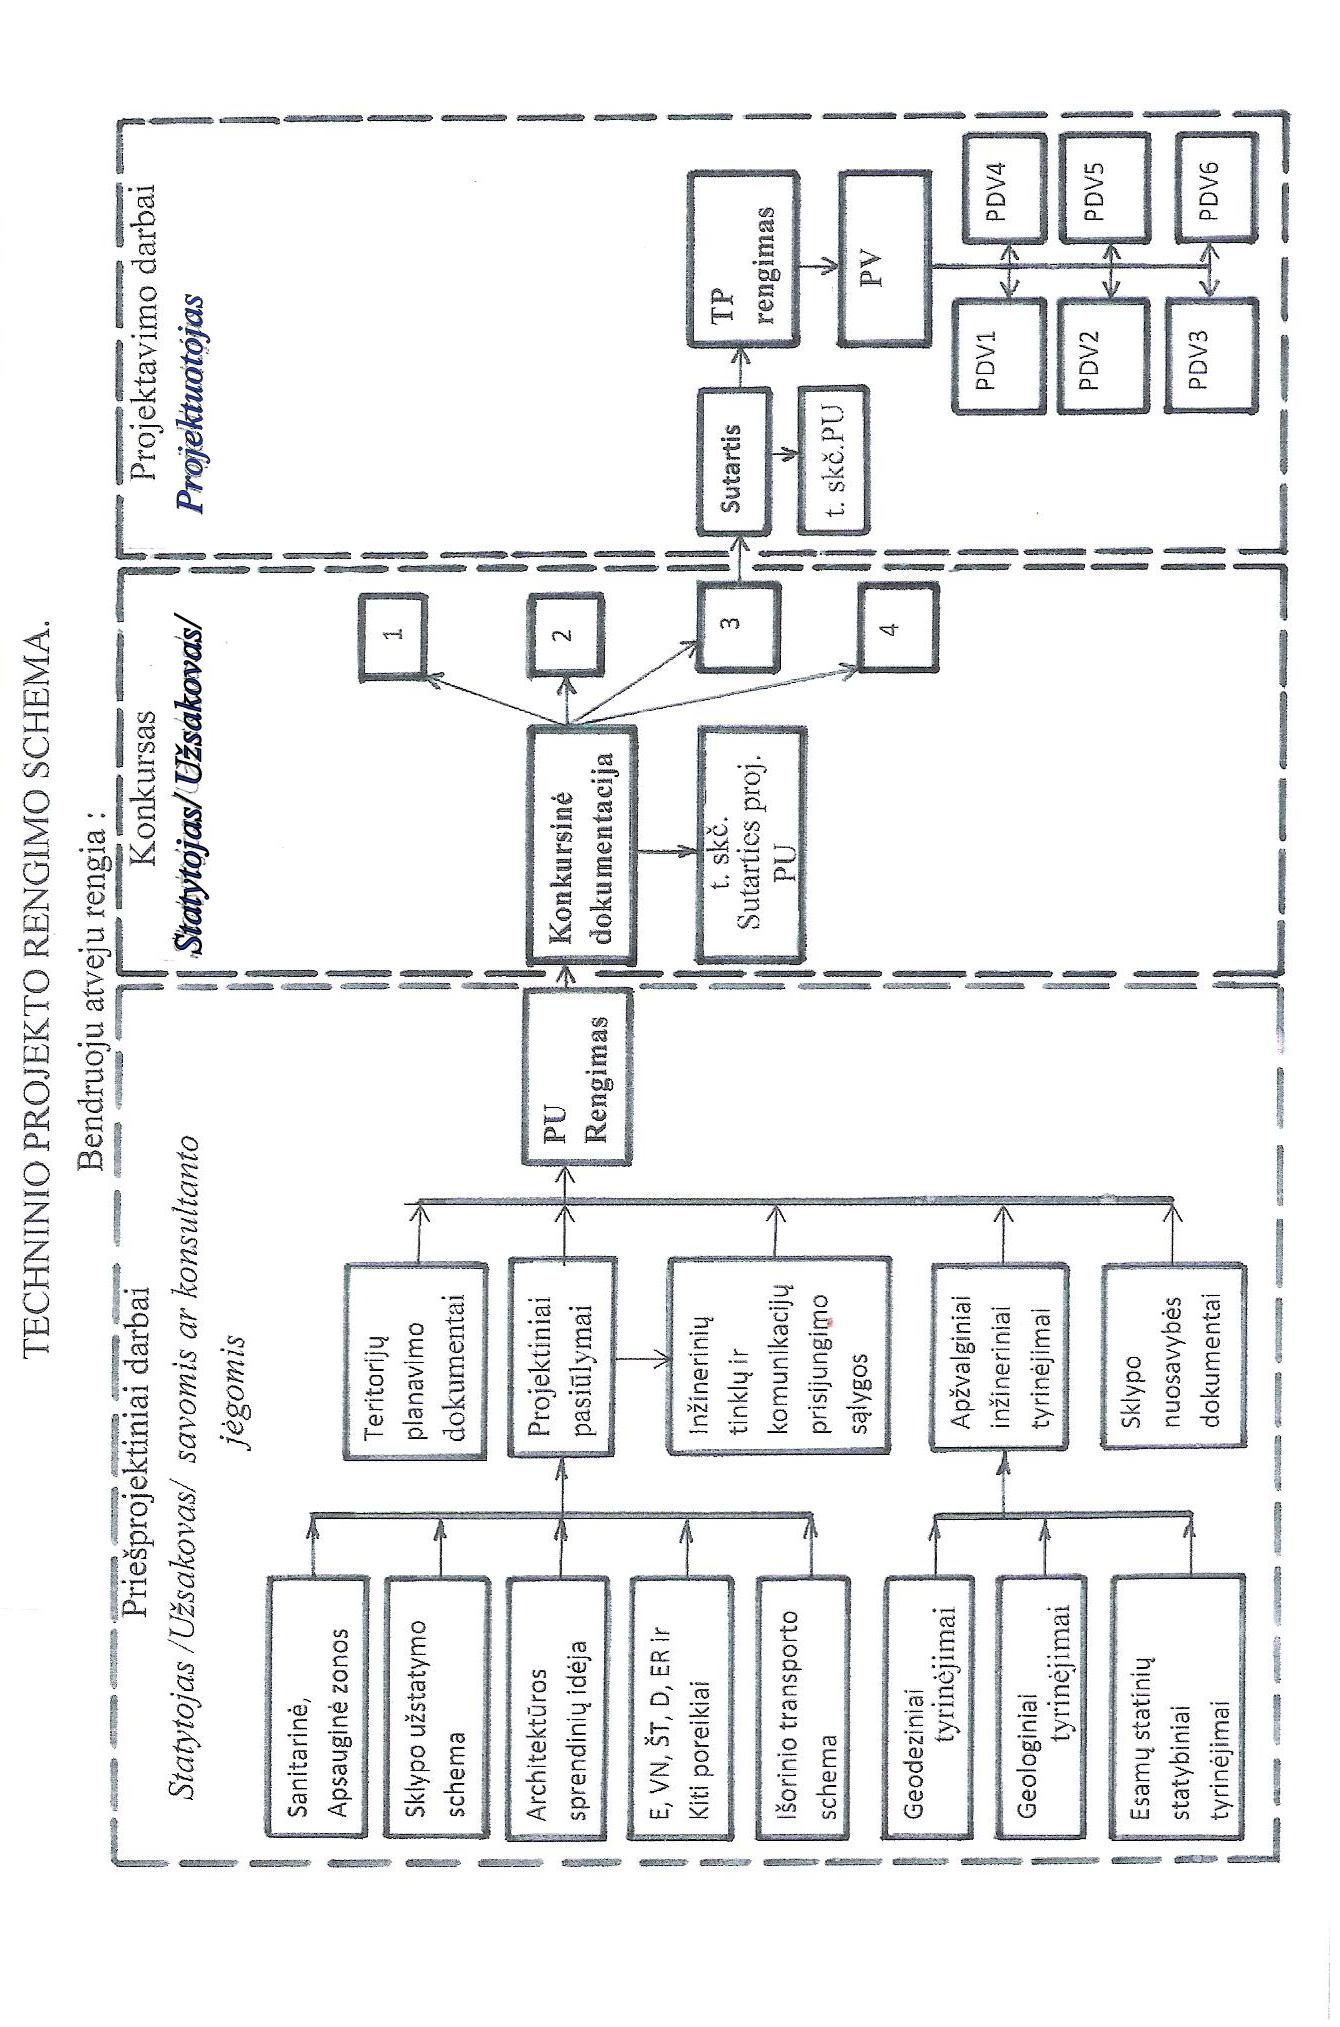 TECHNINIO PROJEKTO RENGIMO SCHEMA.
Bendruoju atveju rengia :
Priešprojektiniai darbai
Statytojas /Užsakovas/ savomis ar konsultanto
jėgomis
Sanitarinė,
Apsauginė zonos
Sklypo užstatymo
schema
Architektūros
sprendinių idėja
E, VN, ŠT, D, ER ir
Kiti poreikiai
Išorinio transporto
schema
Geodeziniai
tyrinėjimai
Geologiniai
tyrinėjimai
Esamų statinių
statybiniai
tyrinėjimai
Teritorijų
planavimo
dokumentai
Projektiniai
pasiūlymai
Inžinerinių
tinklų ir
komunikacijų
prisijungimo
sąlygos
Apžvalginiai
inžineriniai
tyrinėjimai
Sklypo
nuosavybės
dokumentai
PU
Rengimas
Konkursas
Statytojas/ Užsakovas/
Konkursinė
dokumentacija
t. skč.
Sutartics proj.
PU
1
2
3
4
Projektavimo darbai
Projektuotojas
Sutartis
t. skč.PU
TP
rengimas
PV
PDV1
PDV4
PDV2
PDV5
PDV3
PDV6